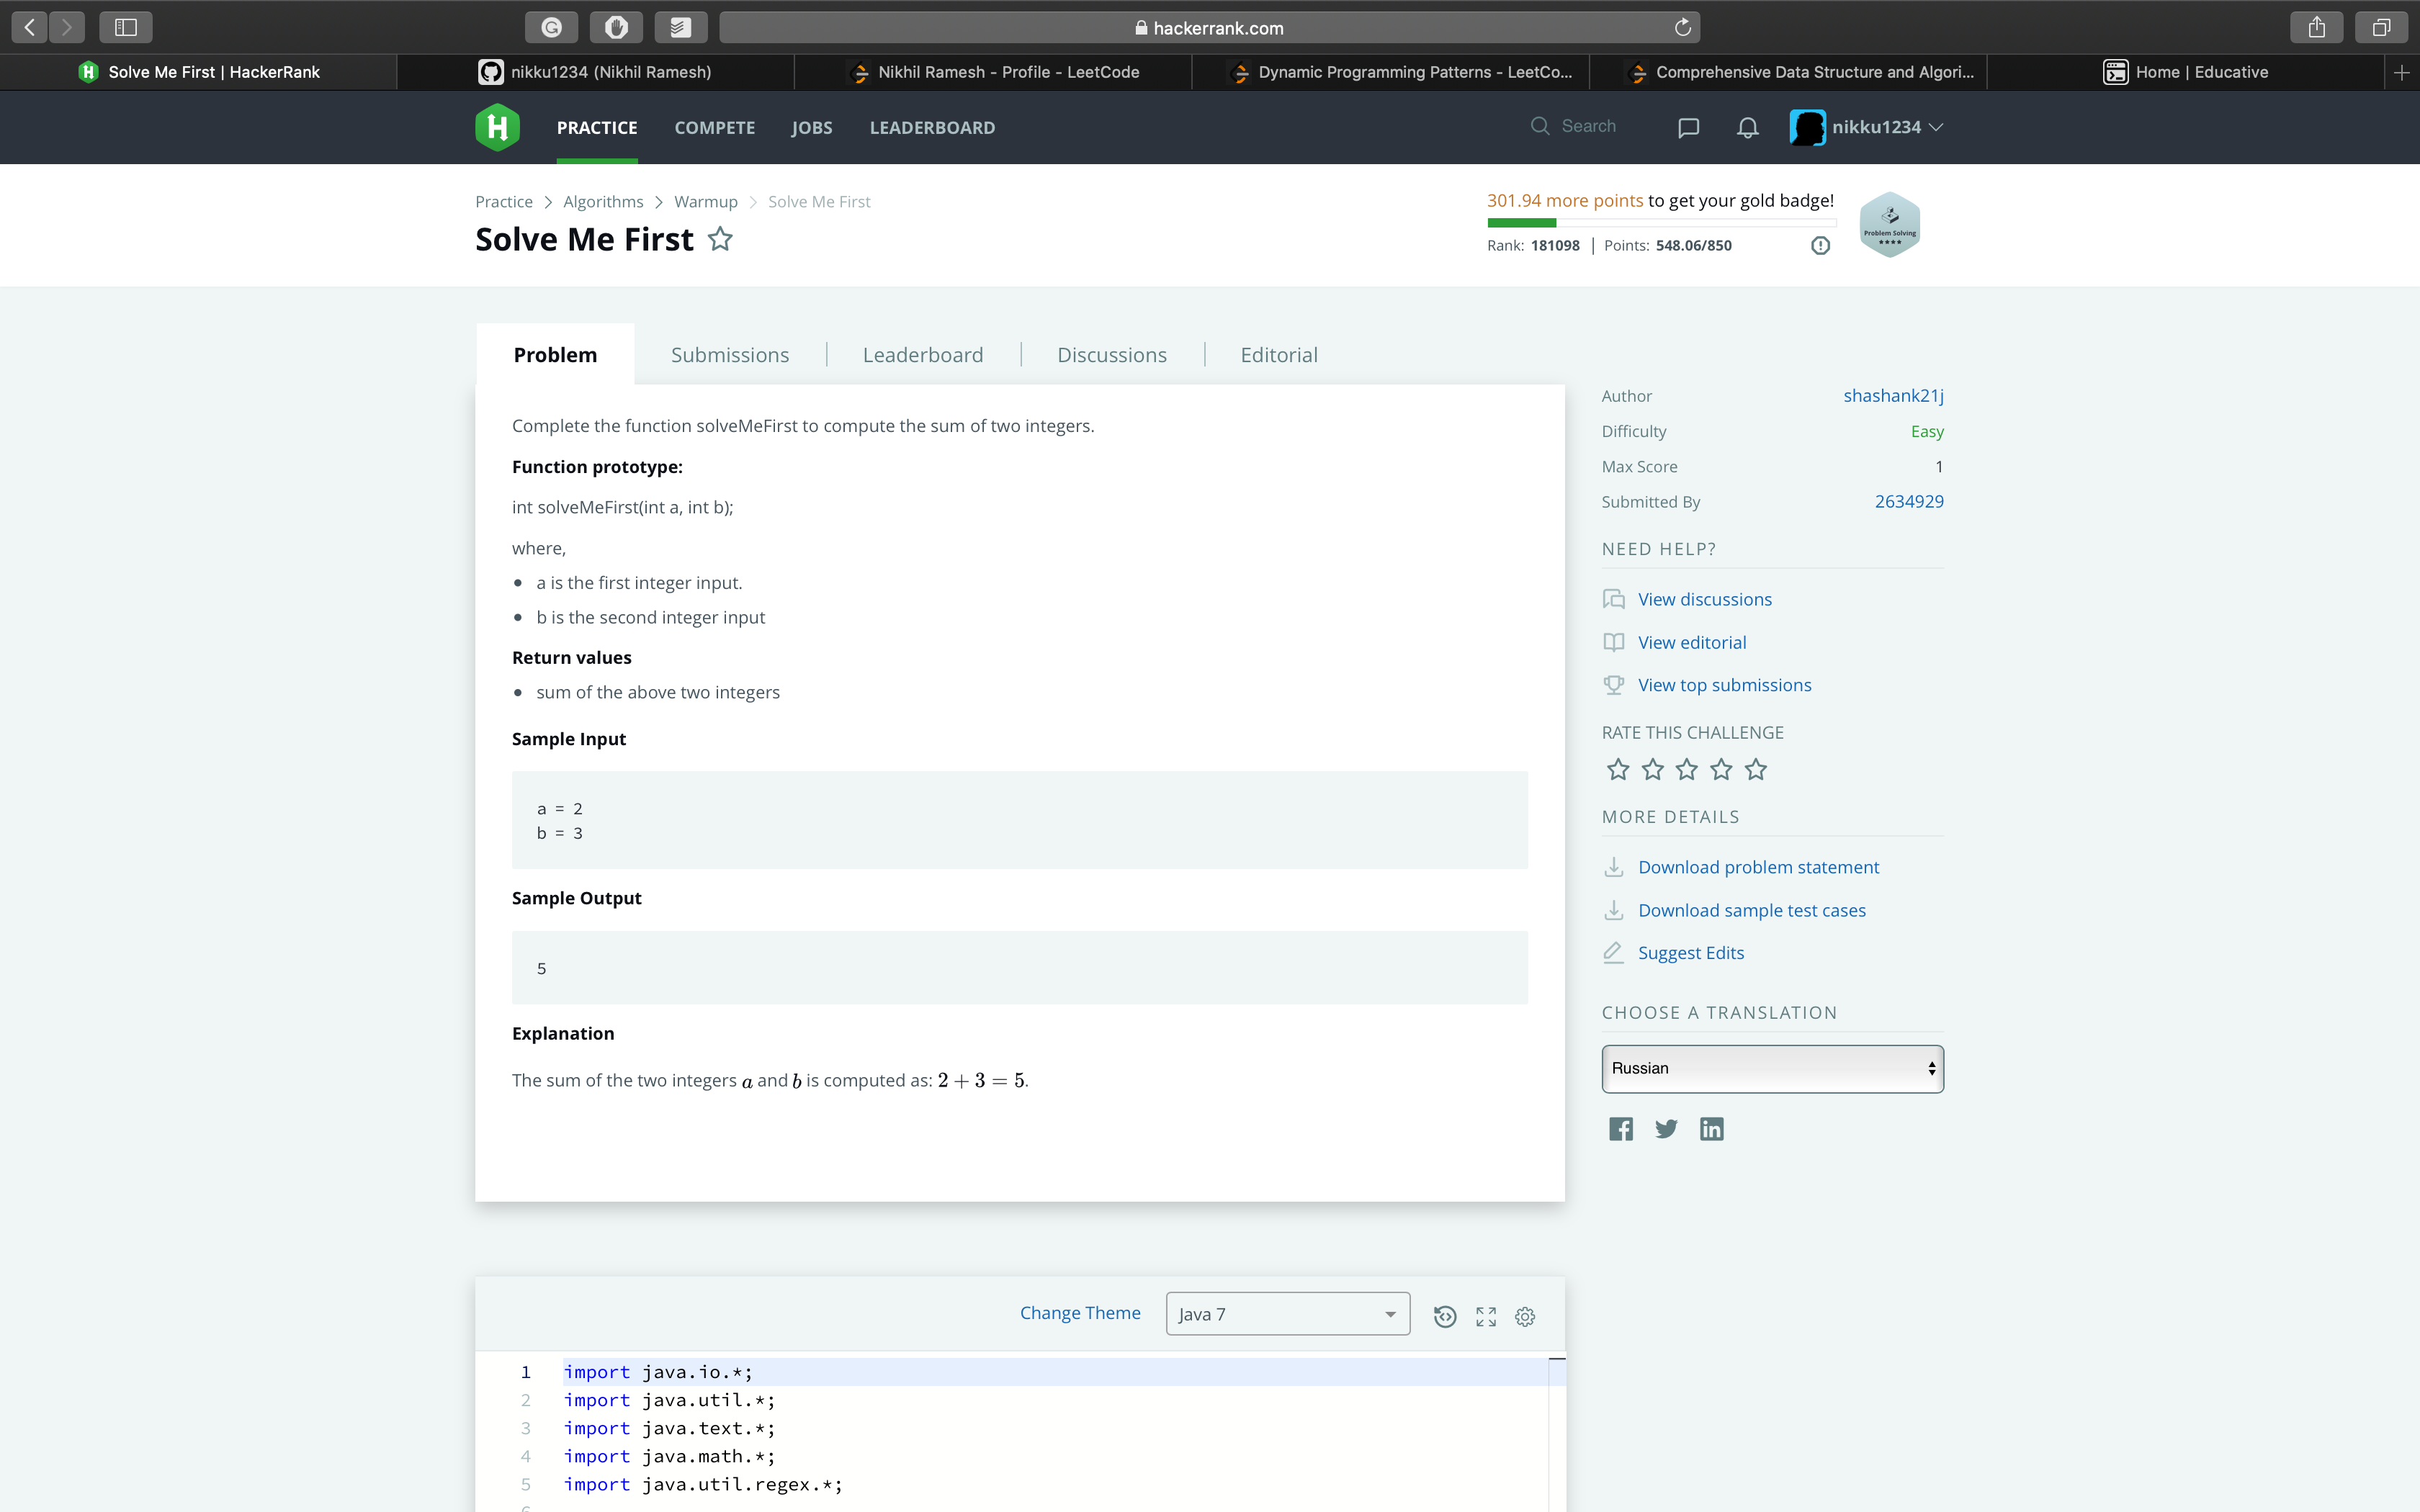 hackerrank.com
Solve Me First | HackerRank
nikku1234 (Nikhil Ramesh)
Nikhil Ramesh - Profile - LeetCode
Dynamic Programming Patterns - LeetCo...
Comprehensive Data Structure and Algori...
Home | Educative
PRACTICE COMPETE JOBS LEADERBOARD
Search
nikku1234
Practice > Algorithms > Warmup > Solve Me First
Solve Me First
301.94 more points to get your gold badge!
Rank: 181098 | Points: 548.06/850
Problem Solving
Problem
Submissions
Leaderboard
Discussions
Editorial
Complete the function solveMeFirst to compute the sum of two integers.
Function prototype:
int solveMeFirst(int a, int b);
where,
• a is the first integer input.
• b is the second integer input
Return values
• sum of the above two integers
Sample Input
a = 2
b = 3
Sample Output
5
Explanation
The sum of the two integers a and b is computed as: 2 + 3 = 5.
Author shashank21j
Difficulty Easy
Max Score 1
Submitted By 2634929
NEED HELP?
View discussions
View editorial
View top submissions
RATE THIS CHALLENGE
MORE DETAILS
Download problem statement
Download sample test cases
Suggest Edits
CHOOSE A TRANSLATION
Russian
Change Theme
Java 7
1 import java.io.*;
2 import java.util.*;
3 import java.text.*;
4 import java.math.*;
5 import java.util.regex.*;